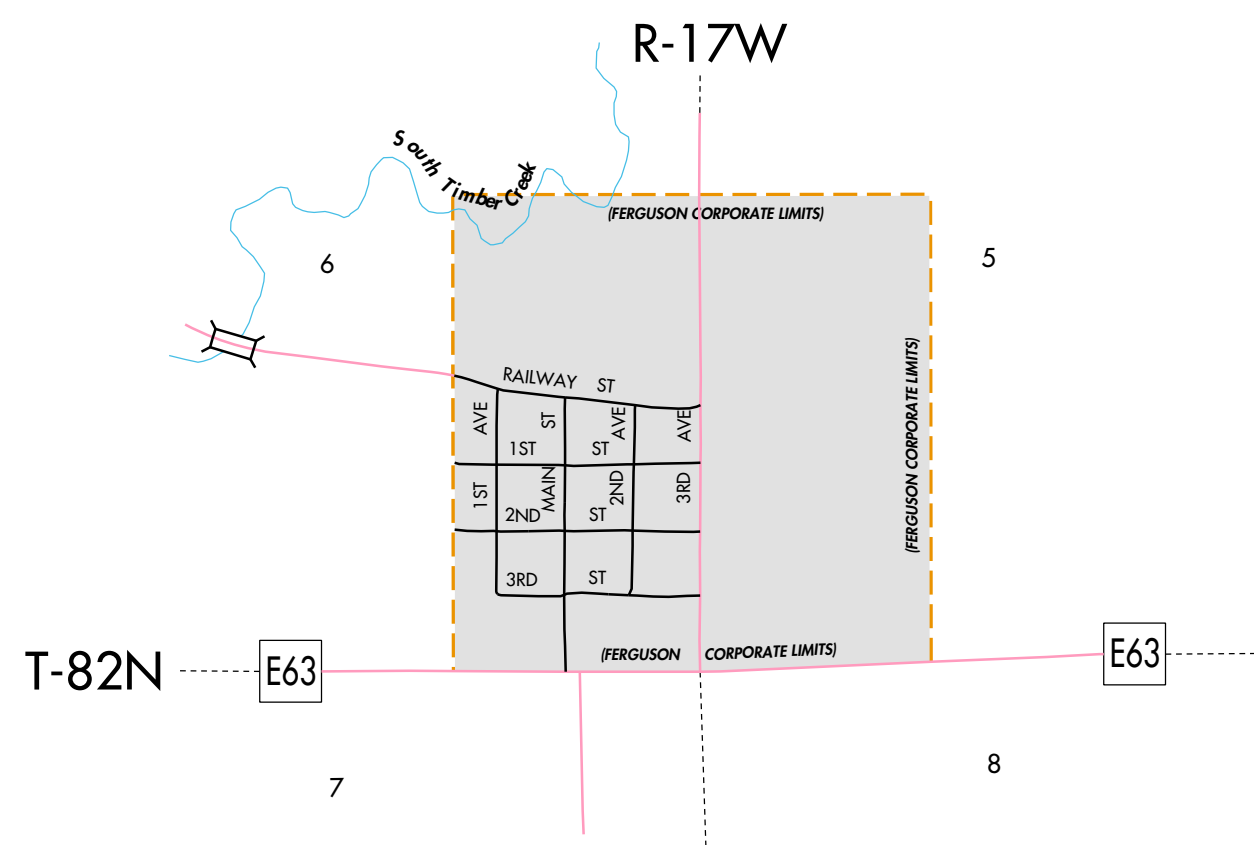 R-17W
South Timber Creek
(FERGUSON CORPORATE LIMITS)
6
5
(FERGUSON CORPORATE LIMITS)
RAILWAY ST
1ST AVE
MAIN ST
2ND AVE
3RD AVE
1ST ST
2ND ST
3RD ST
(FERGUSON CORPORATE LIMITS)
T-82N
E63
E63
7
8